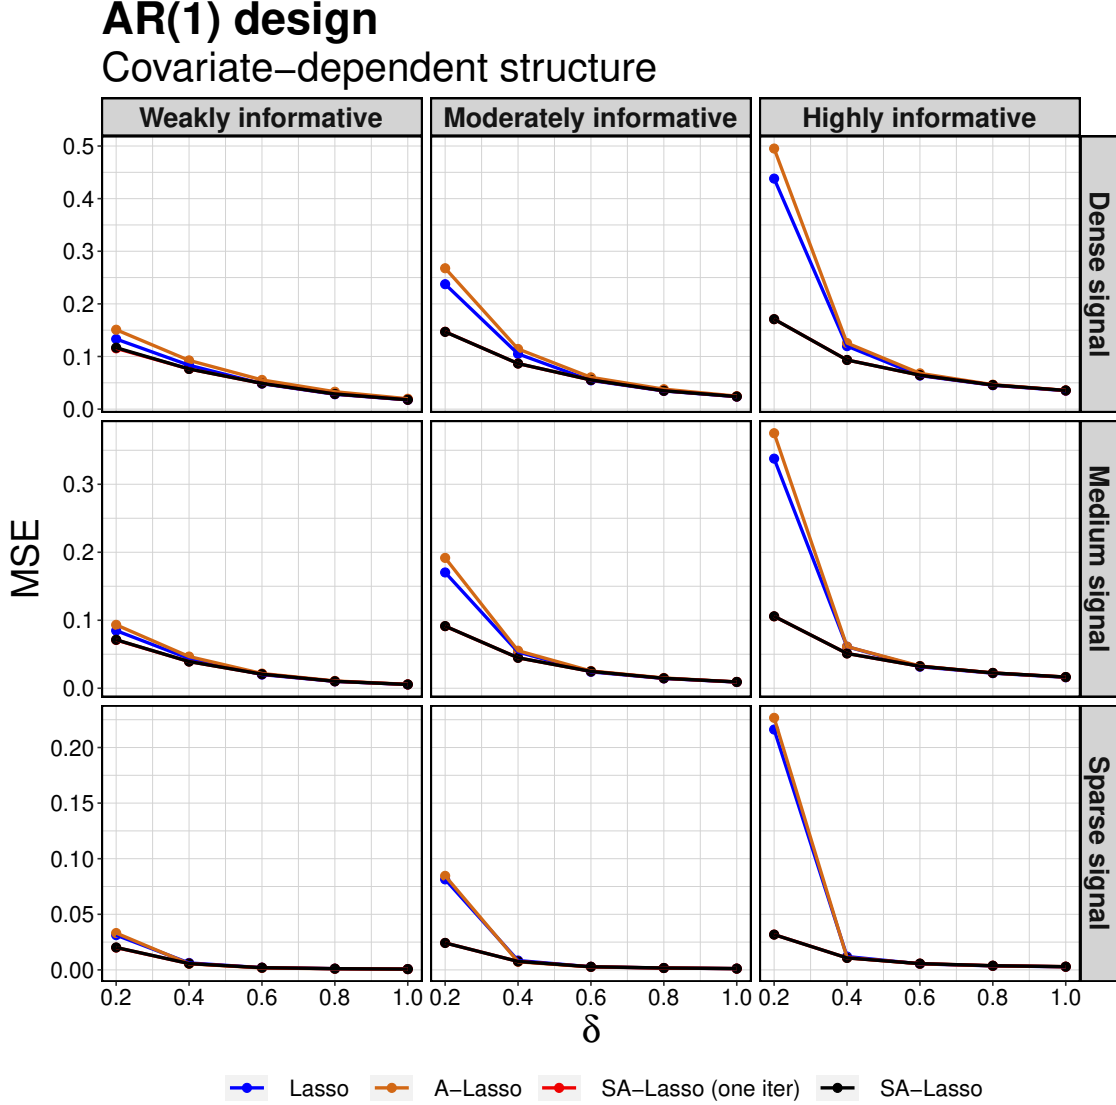 AR(1) design
Covariate−dependent structure
Weakly informative
Moderately informative
Highly informative
0.5
0.4
0.3
0.2
0.1
0.0
Dense signal
0.3
0.2
0.1
0.0
Medium signal
0.20
0.15
0.10
0.05
0.00
Sparse signal
MSE
0.2 0.4 0.6 0.8 1.0 0.2 0.4 0.6 0.8 1.0 0.2 0.4 0.6 0.8 1.0
δ
Lasso A−Lasso SA−Lasso (one iter) SA−Lasso